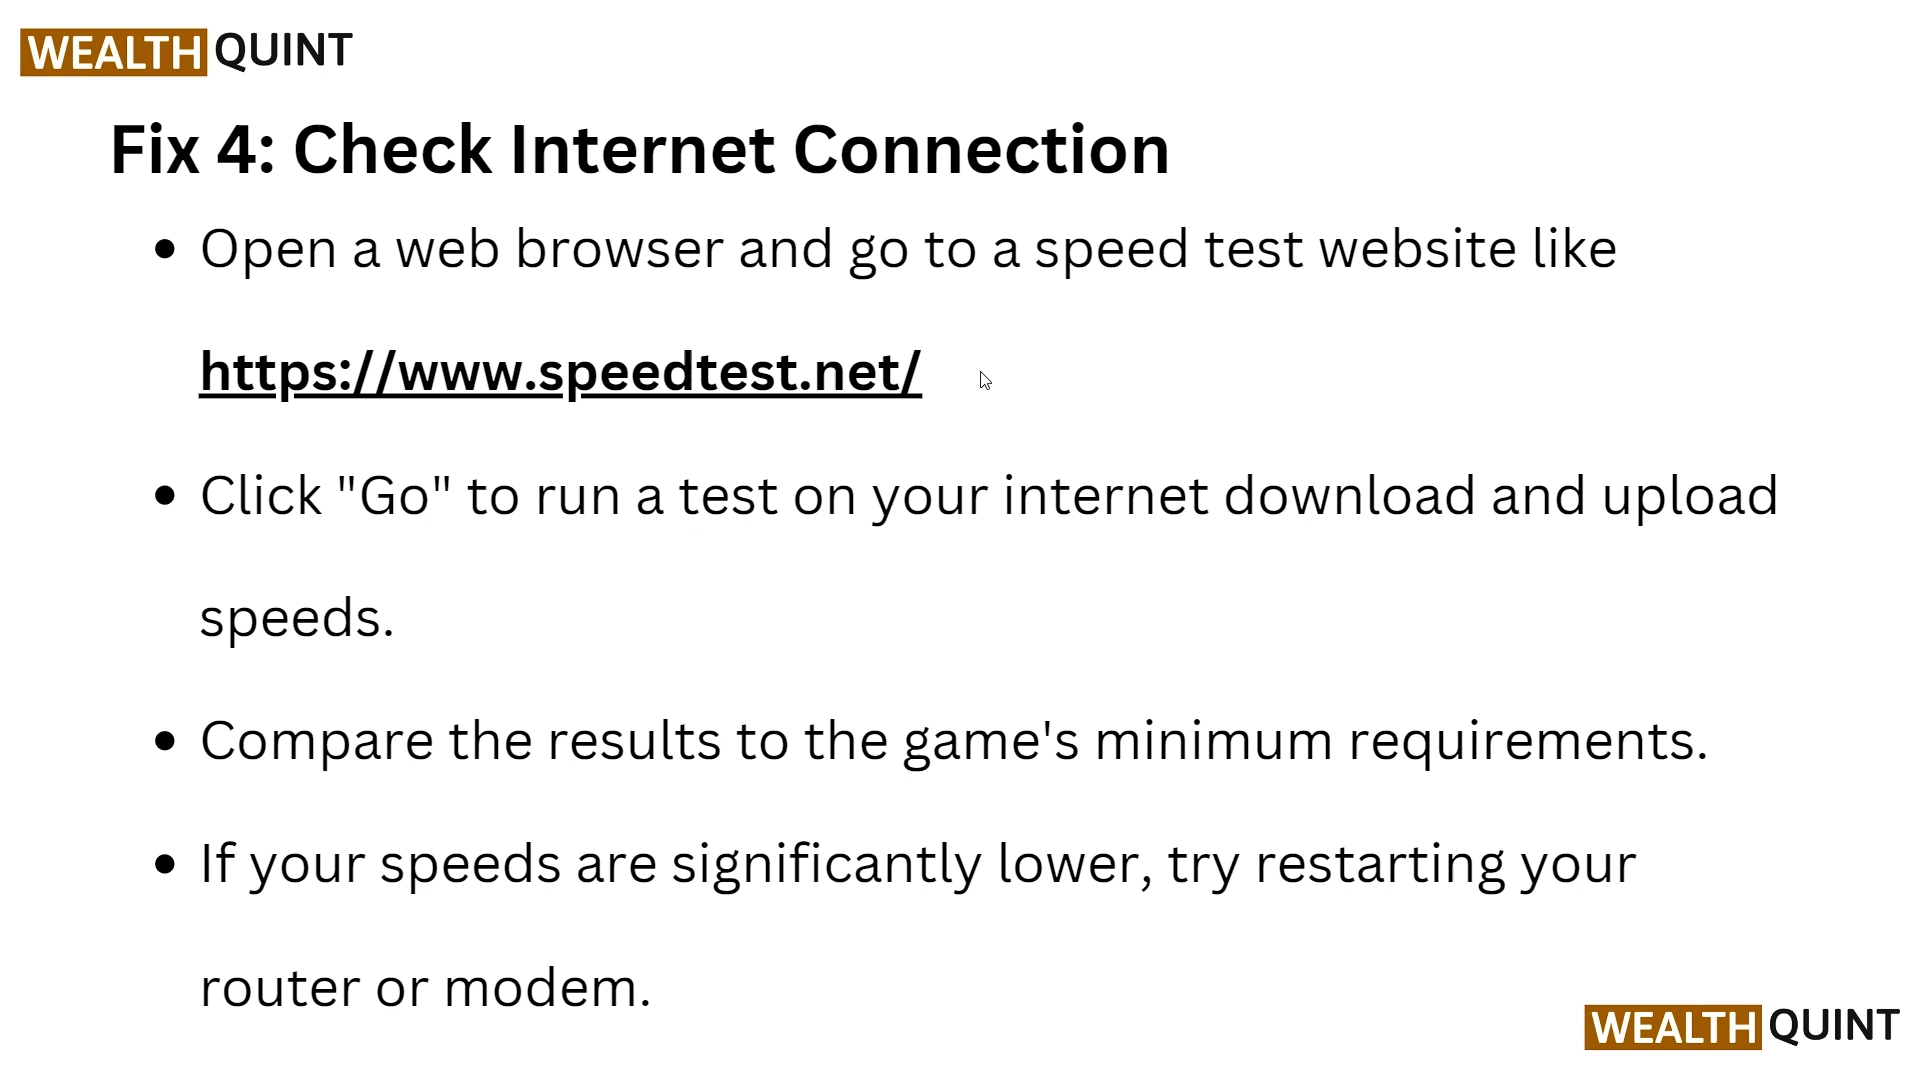 WEALTH QUINT
Fix 4: Check Internet Connection
• Open a web browser and go to a speed test website like
https://www.speedtest.net/
• Click "Go" to run a test on your internet download and upload
speeds.
• Compare the results to the game's minimum requirements.
• If your speeds are significantly lower, try restarting your
router or modem.
WEALTH QUINT